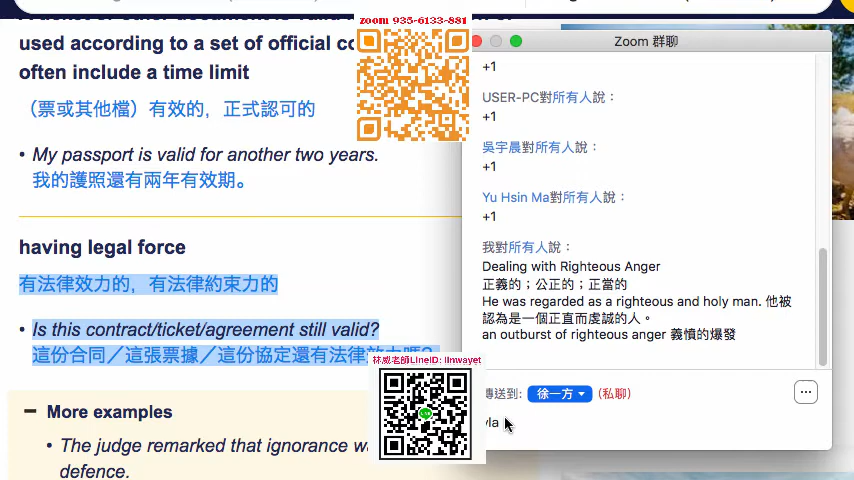 used according to a set of official co
often include a time limit
（票或其他檔）有效的，正式認可的
• My passport is valid for another two years.
我的護照還有兩年有效期。
having legal force
有法律效力的，有法律約束力的
• Is this contract/ticket/agreement still valid?
這份合同／這張票據／這份協定還有法律效力嗎？
− More examples
• The judge remarked that ignorance wa
defence.
zoom 935-6133-881
林威老師LineID: linwayet
LINE
Zoom 群聊
+1
USER-PC對所有人說：
+1
吳宇晨對所有人說：
+1
Yu Hsin Ma對所有人說：
+1
我對所有人說：
Dealing with Righteous Anger
正義的；公正的；正當的
He was regarded as a righteous and holy man. 他被
認為是一個正直而虔誠的人。
an outburst of righteous anger 義憤的爆發
傳送到: 徐一方 (私聊)
yla